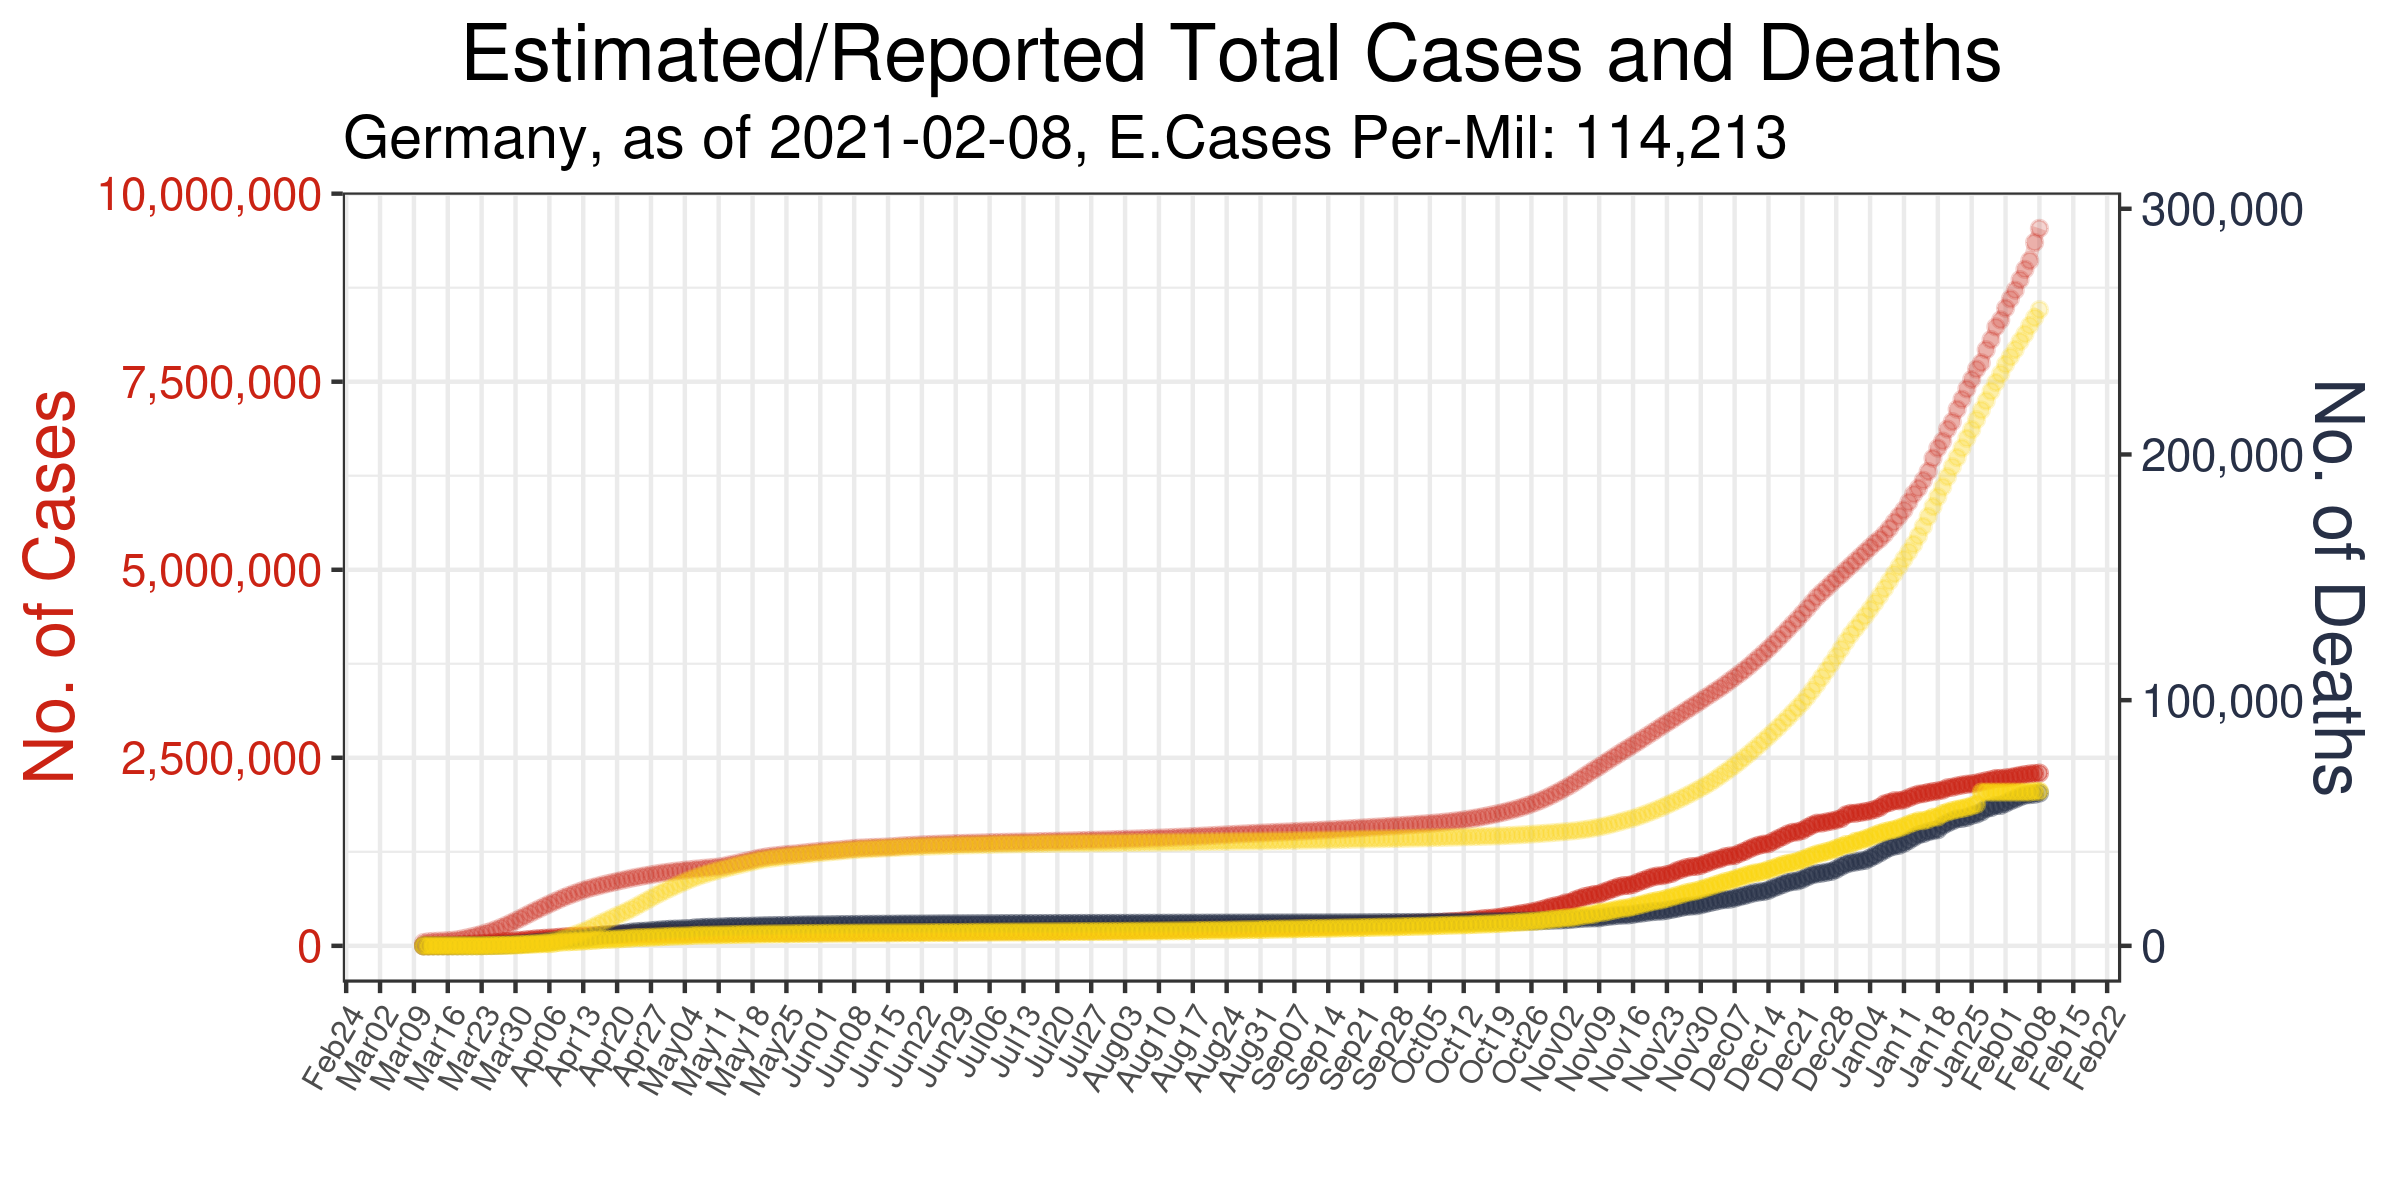 Estimated/Reported Total Cases and Deaths
Germany, as of 2021-02-08, E.Cases Per-Mil: 114,213
No. of Cases
10,000,000
7,500,000
5,000,000
2,500,000
0
300,000
200,000
100,000
0
No. of Deaths
Feb24
Mar02
Mar09
Mar16
Mar23
Mar30
Apr06
Apr13
Apr20
Apr27
May04
May11
May18
May25
Jun01
Jun08
Jun15
Jun22
Jun29
Jul06
Jul13
Jul20
Jul27
Aug03
Aug10
Aug17
Aug24
Aug31
Sep07
Sep14
Sep21
Sep28
Oct05
Oct12
Oct19
Oct26
Nov02
Nov09
Nov16
Nov23
Nov30
Dec07
Dec14
Dec21
Dec28
Jan04
Jan11
Jan18
Jan25
Feb01
Feb08
Feb15
Feb22